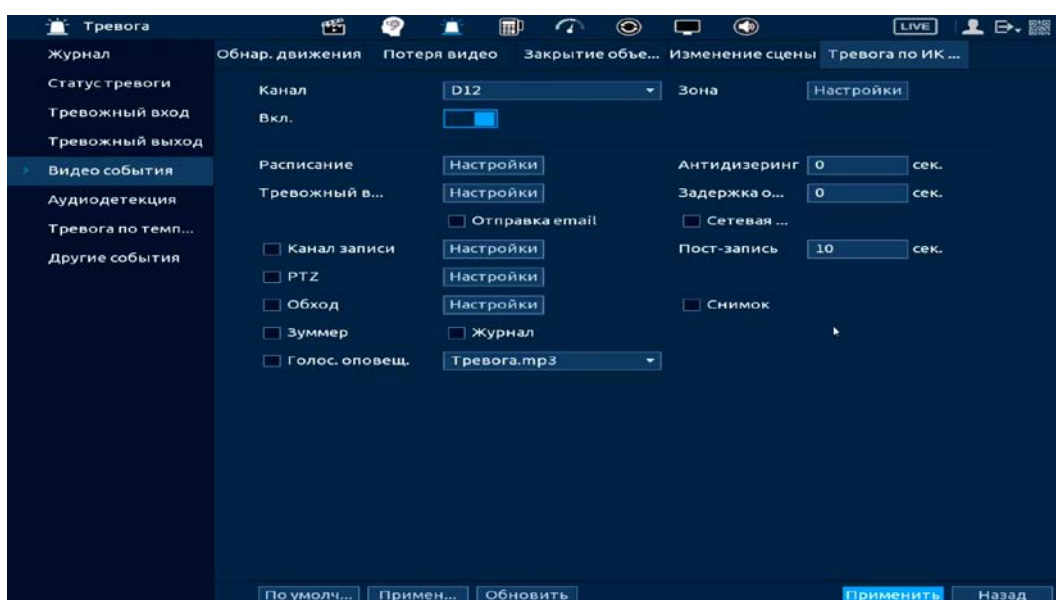 Тревога
LIVE
Журнал
Обнар. движения Потеря видео Закрытие объе... Изменение сцены Тревога по ИК ...
Статус тревоги
Канал D12 Зона Настройки
Тревожный вход
Вкл.
Тревожный выход
Видео события
Расписание Настройки Антидизеринг 0 сек.
Аудиодетекция
Тревожный в... Настройки Задержка о... 0 сек.
Тревога по темп...
Отправка email Сетевая ...
Другие события
Канал записи Настройки Пост-запись 10 сек.
PTZ Настройки
Обход Настройки Снимок
Зуммер Журнал
Голос. оповещ. Тревога.mp3
По умолч... Примен... Обновить Применить Назад